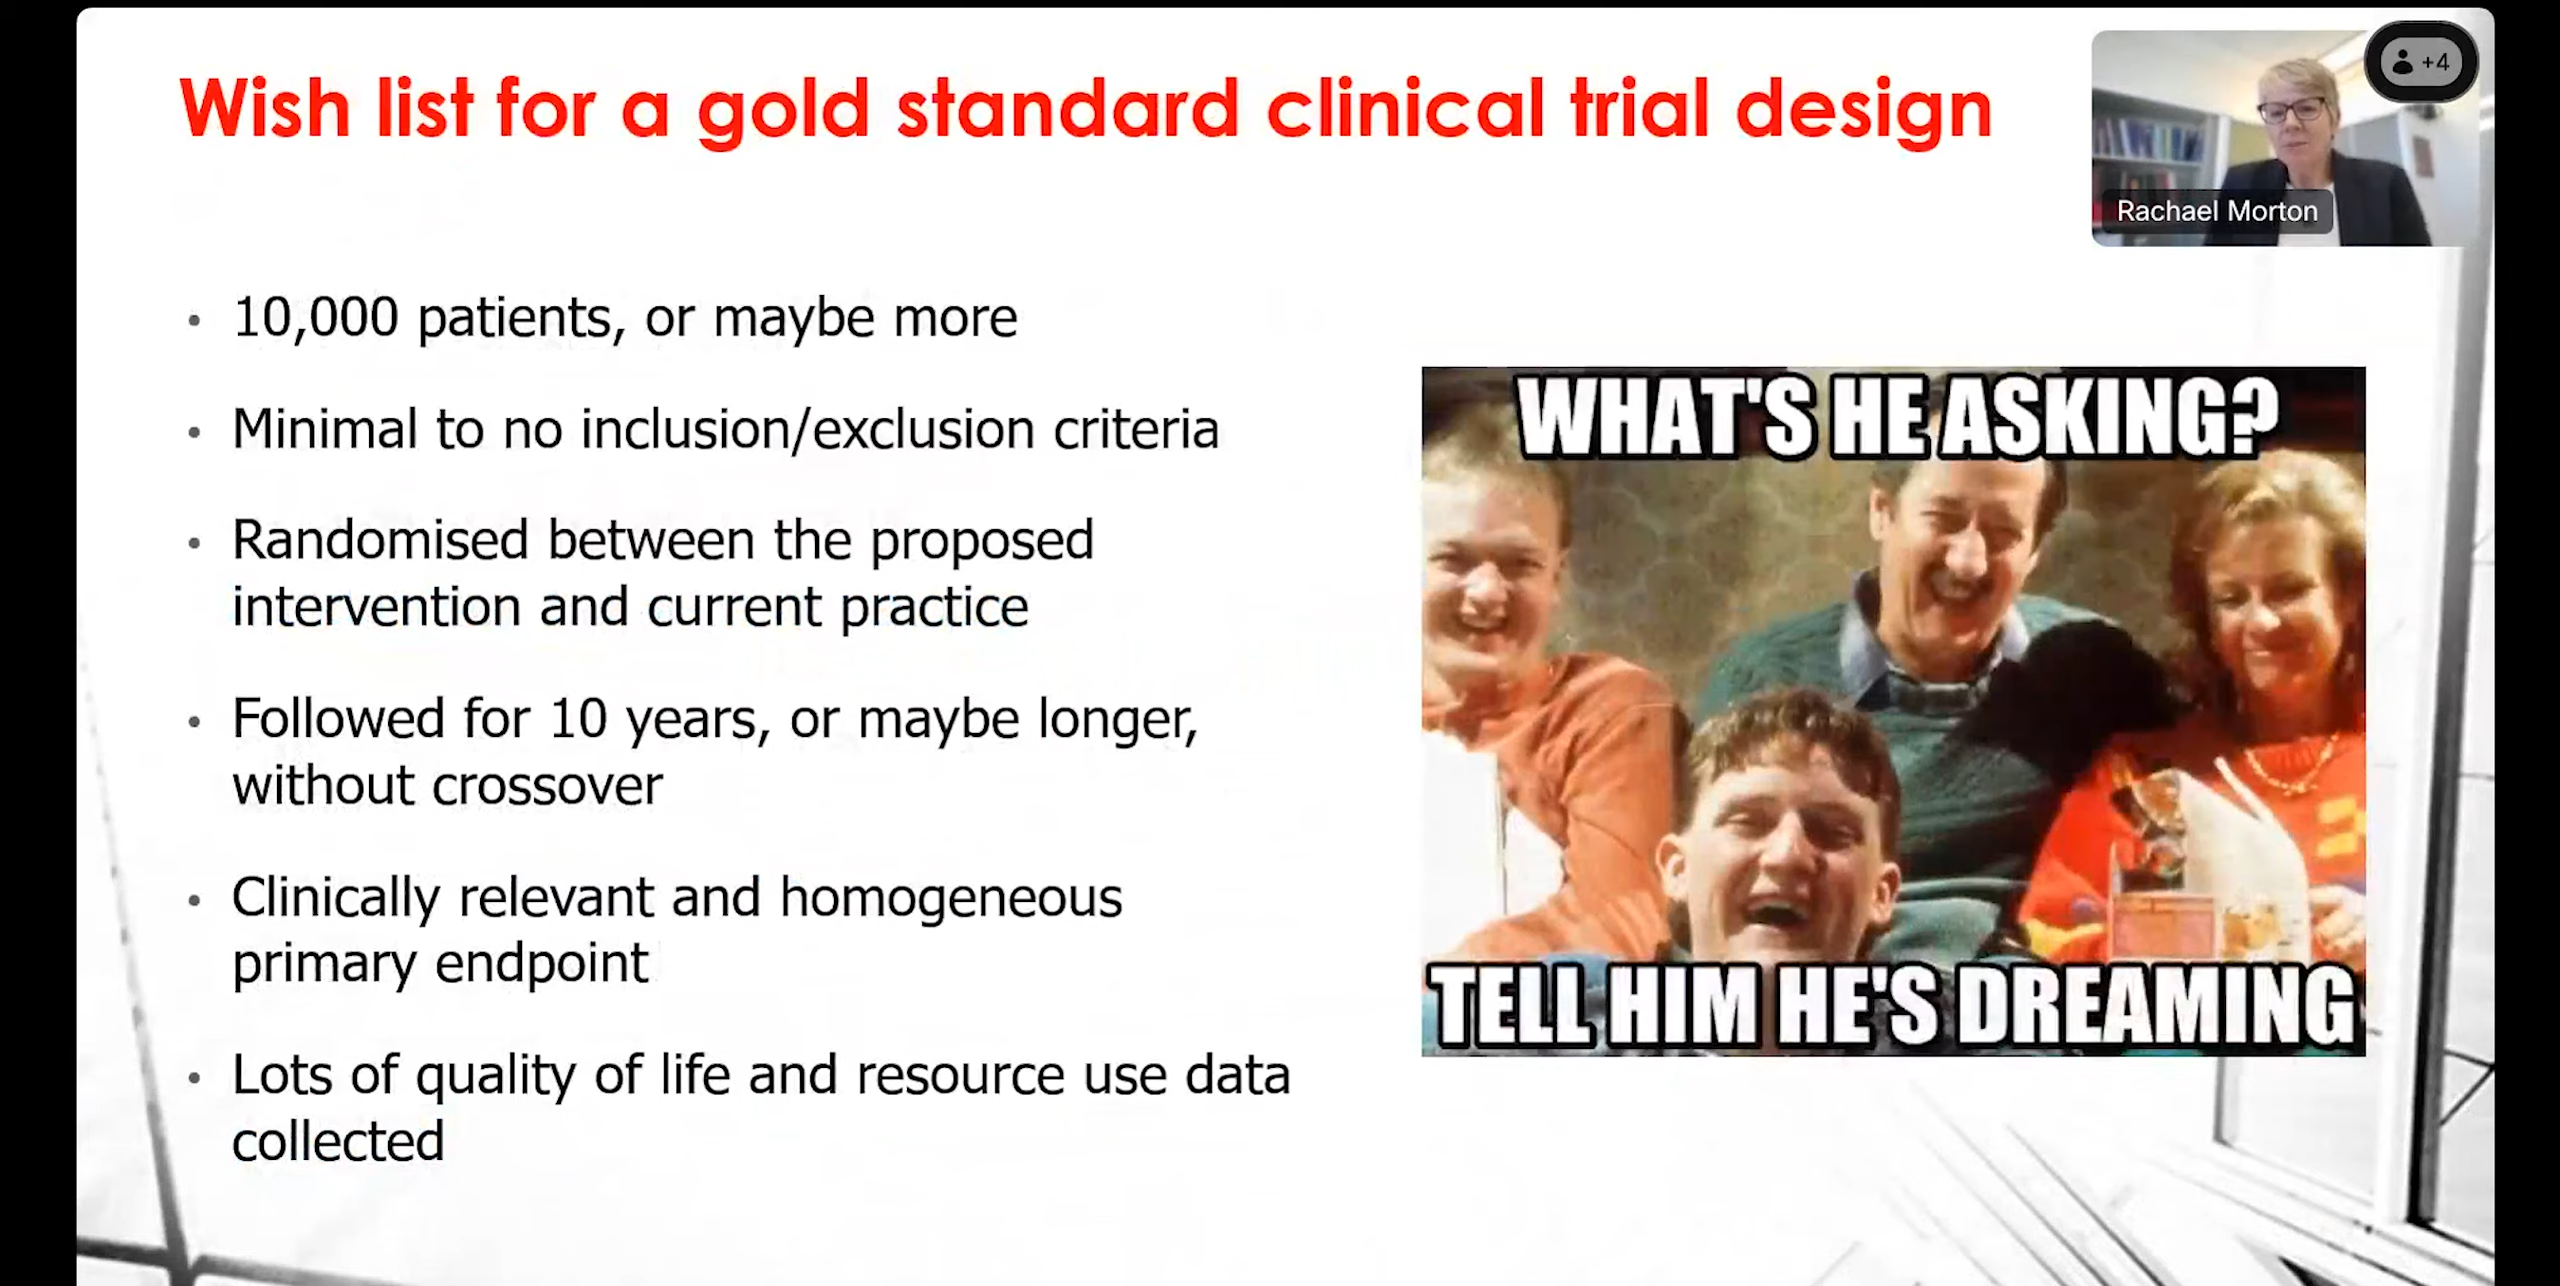 Wish list for a gold standard clinical trial design
+4
Rachael Morton
• 10,000 patients, or maybe more
• Minimal to no inclusion/exclusion criteria
• Randomised between the proposed
intervention and current practice
• Followed for 10 years, or maybe longer,
without crossover
• Clinically relevant and homogeneous
primary endpoint
• Lots of quality of life and resource use data
collected
WHAT'S HE ASKING?
TELL HIM HE'S DREAMING